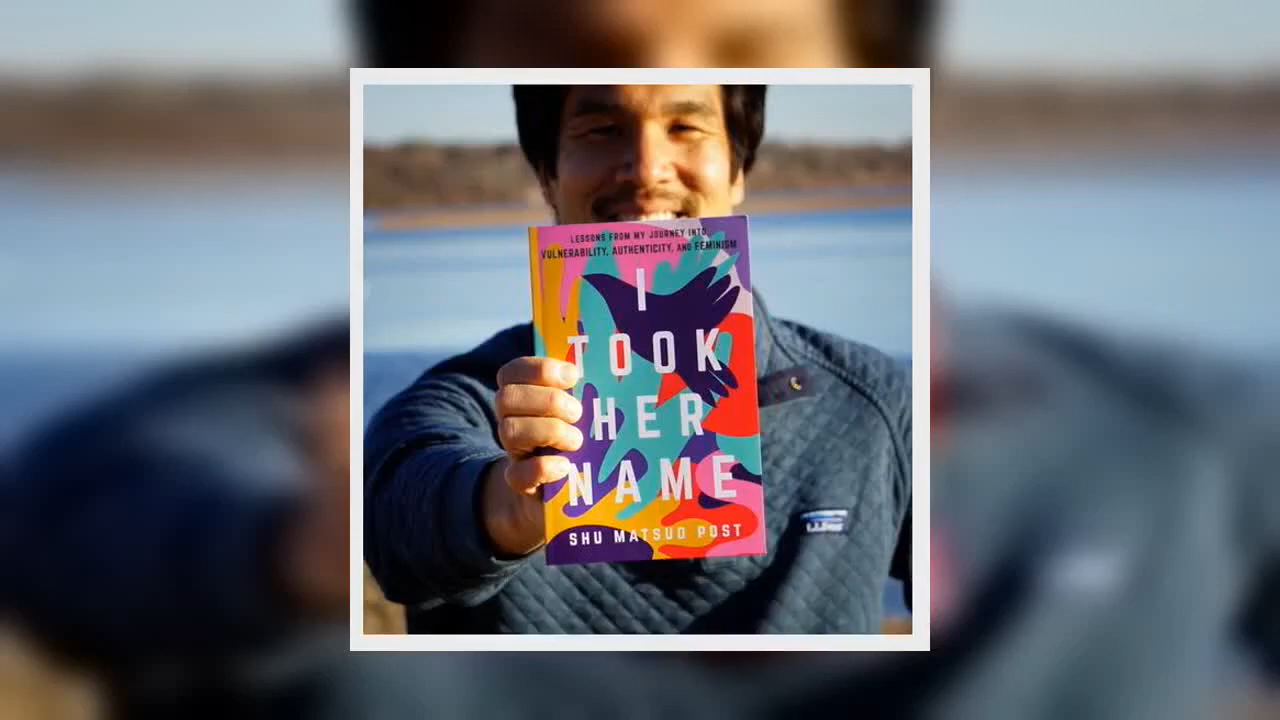 LESSONS FROM MY JOURNEY INTO
VULNERABILITY, AUTHENTICITY, AND FEMINISM
I
TOOK
HER
NAME
SHU MATSUO POST